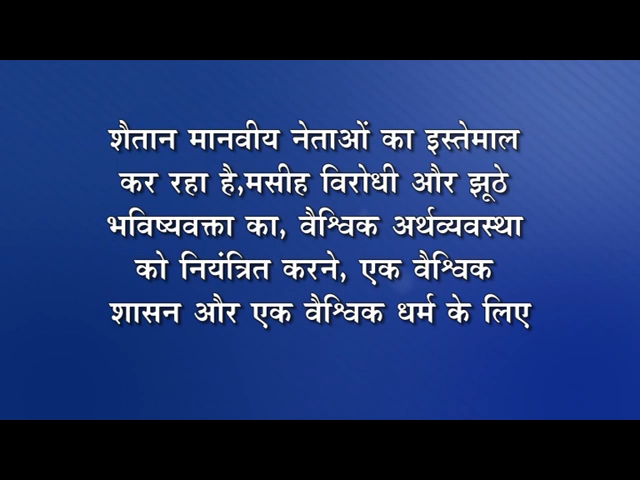 शैतान मानवीय नेताओं का इस्तेमाल
कर रहा है,मसीह विरोधी और झूठे
भविष्यवक्ता का, वैश्विक अर्थव्यवस्था
को नियंत्रित करने, एक वैश्विक
शासन और एक वैश्विक धर्म के लिए